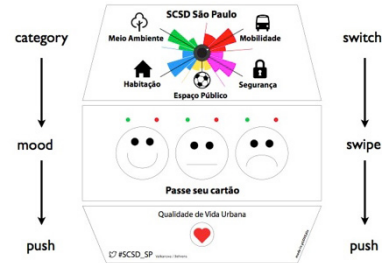 SCSD São Paulo
category
Meio Ambiente
Mobilidade
switch
Habitação
Segurança
Espaço Público
mood
swipe
Passe seu cartão
Qualidade de Vida Urbana
push
#SCSD_SP
push